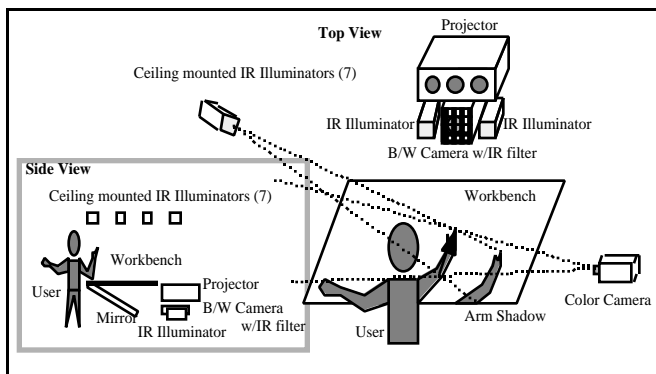 Top View
Projector
Ceiling mounted IR Illuminators (7)
IR Illuminator
IR Illuminator
B/W Camera w/IR filter
Side View
Ceiling mounted IR Illuminators (7)
Workbench
Workbench
User
Projector
B/W Camera
w/IR filter
Mirror
IR Illuminator
User
Arm Shadow
Color Camera